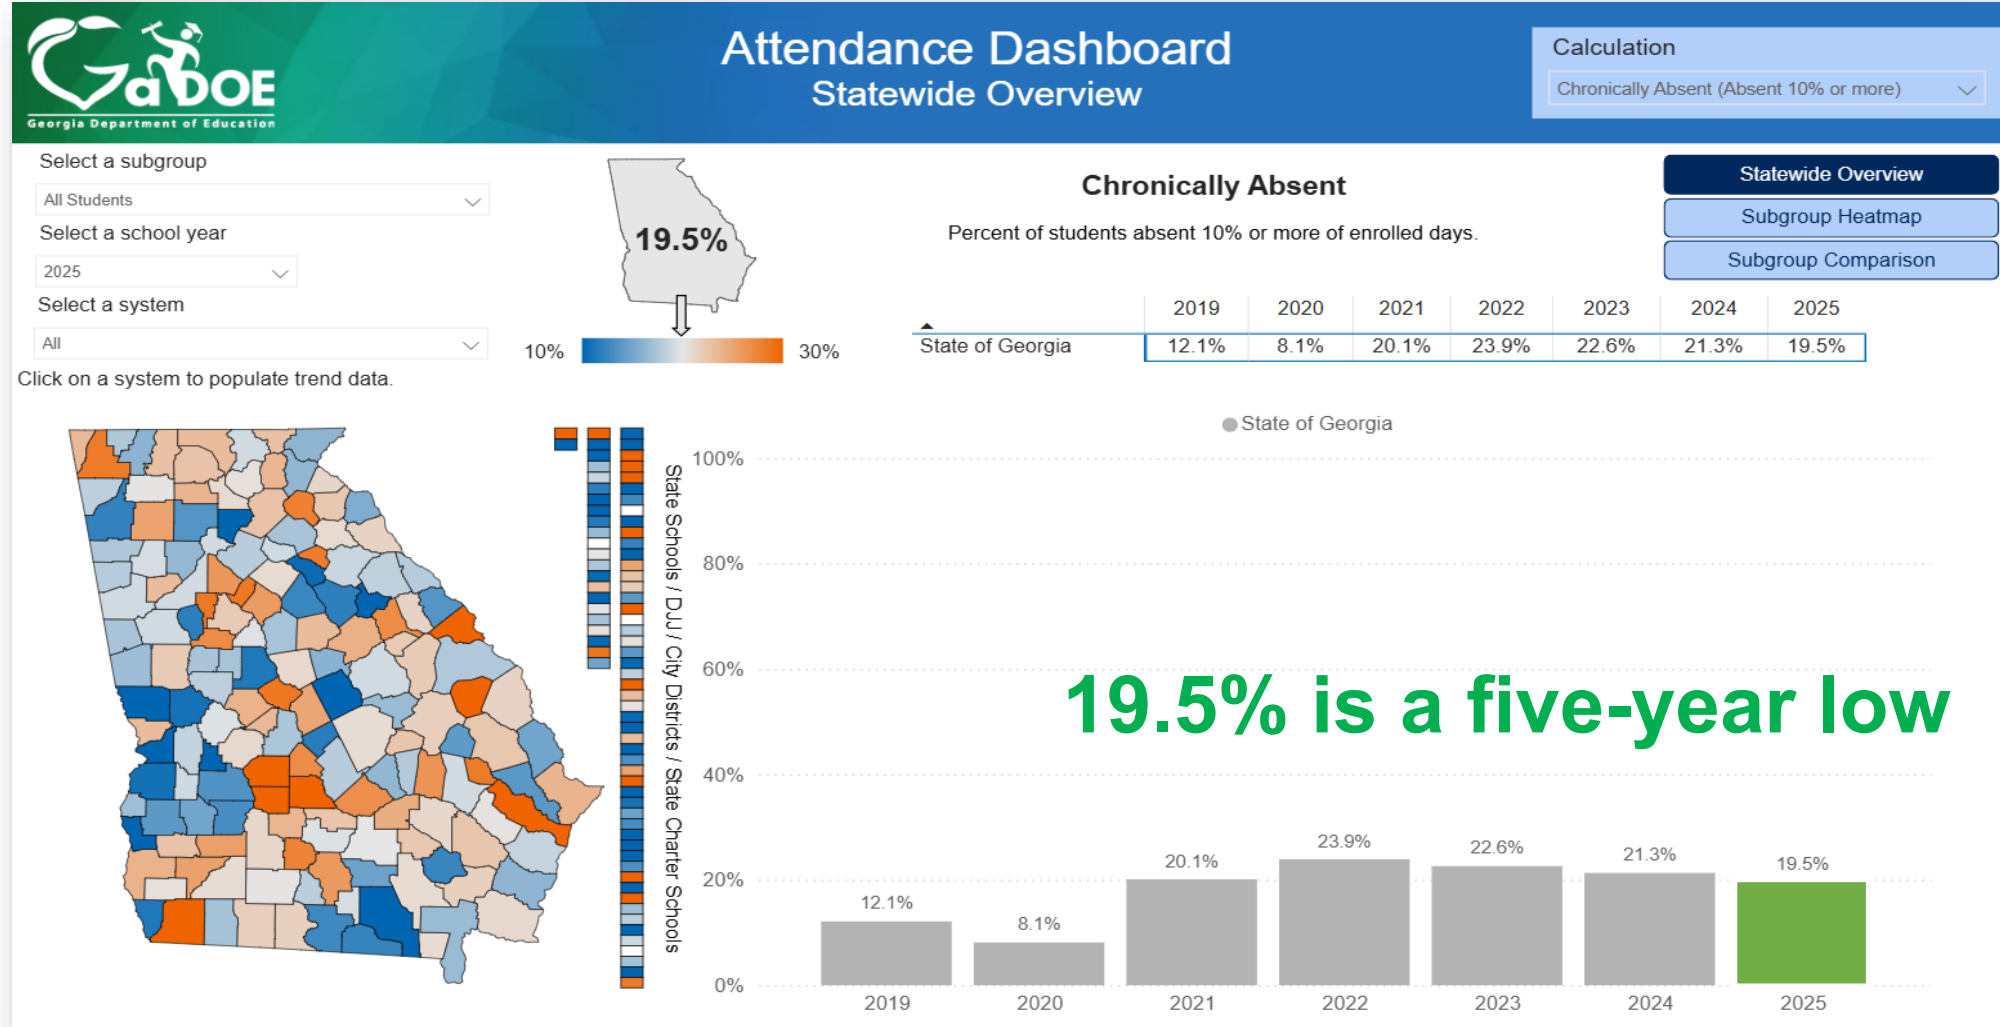 GaDOE
Georgia Department of Education
Attendance Dashboard
Statewide Overview
Calculation
Chronically Absent (Absent 10% or more)
Select a subgroup
All Students
Select a school year
2025
Select a system
All
Click on a system to populate trend data.
19.5%
10%
30%
Chronically Absent
Percent of students absent 10% or more of enrolled days.
Statewide Overview
Subgroup Heatmap
Subgroup Comparison
2019 2020 2021 2022 2023 2024 2025
State of Georgia 12.1% 8.1% 20.1% 23.9% 22.6% 21.3% 19.5%
State Schools / DJJ / City Districts / State Charter Schools
State of Georgia
100%
80%
60%
40%
20%
0%
19.5% is a five-year low
12.1% 8.1% 20.1% 23.9% 22.6% 21.3% 19.5%
2019 2020 2021 2022 2023 2024 2025